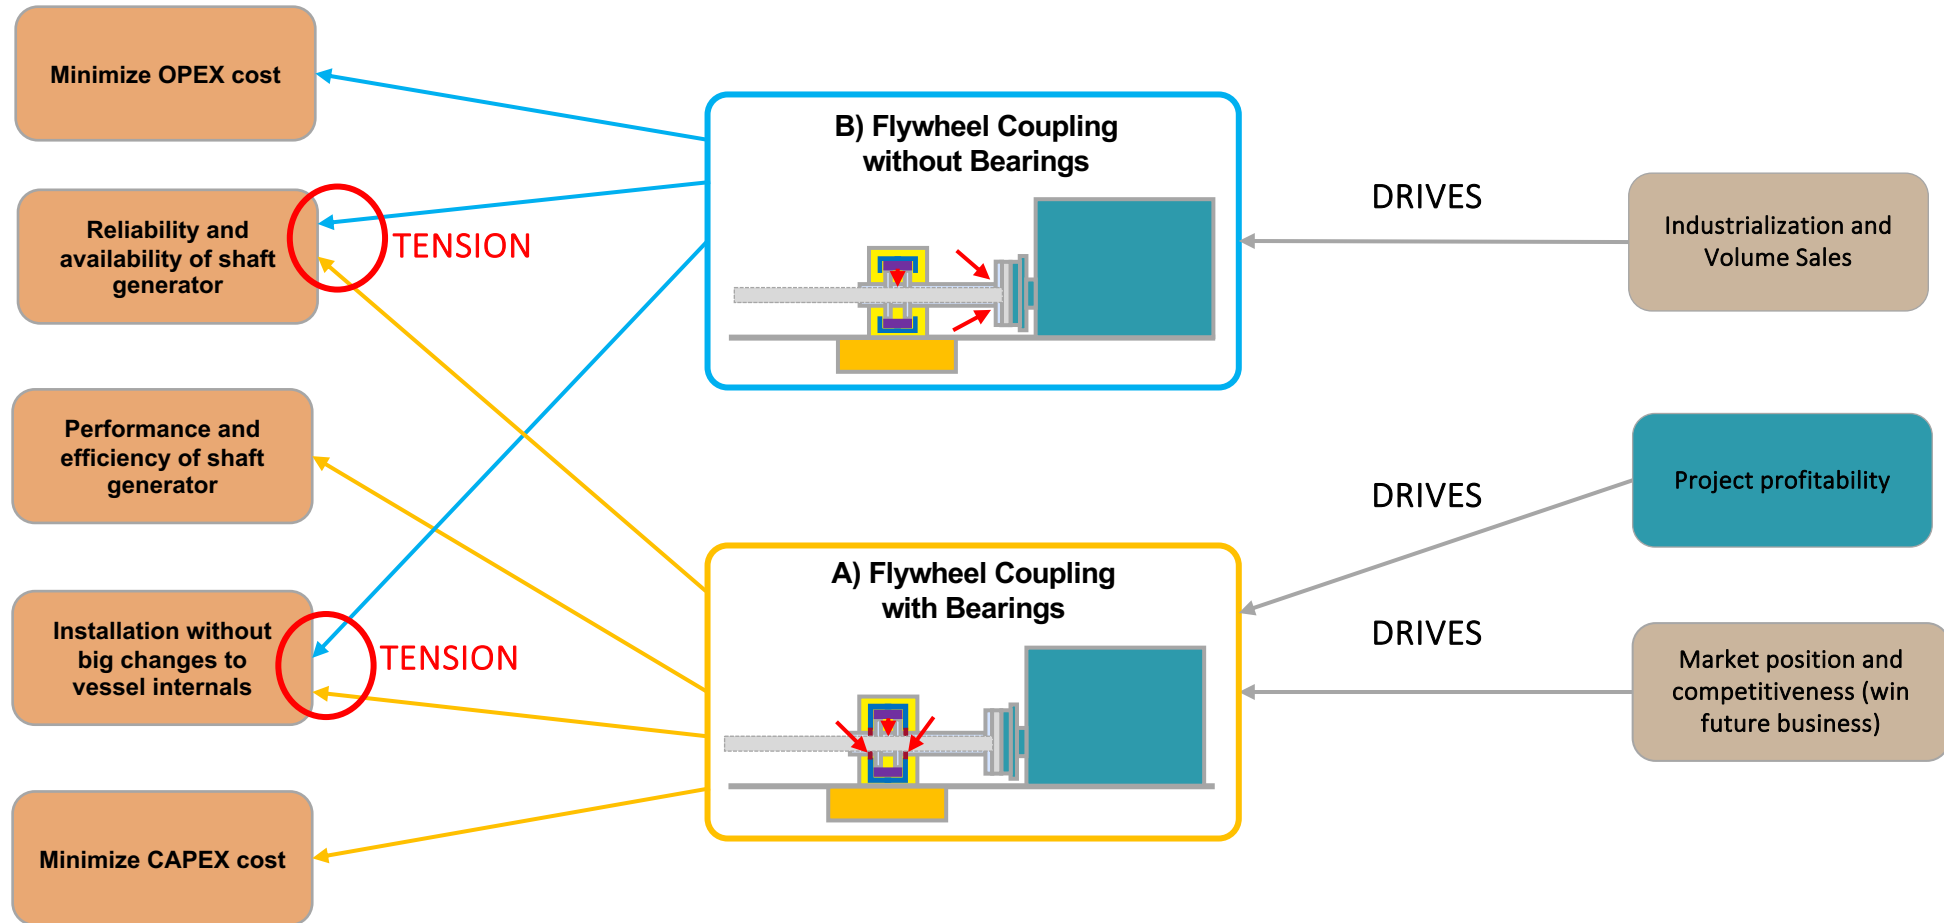 Minimize OPEX cost
Reliability and
availability of shaft
generator
TENSION
Performance and
efficiency of shaft
generator
Installation without
big changes to
vessel internals
TENSION
Minimize CAPEX cost
B) Flywheel Coupling
without Bearings
A) Flywheel Coupling
with Bearings
DRIVES
Industrialization and
Volume Sales
DRIVES
Project profitability
DRIVES
Market position and
competitiveness (win
future business)